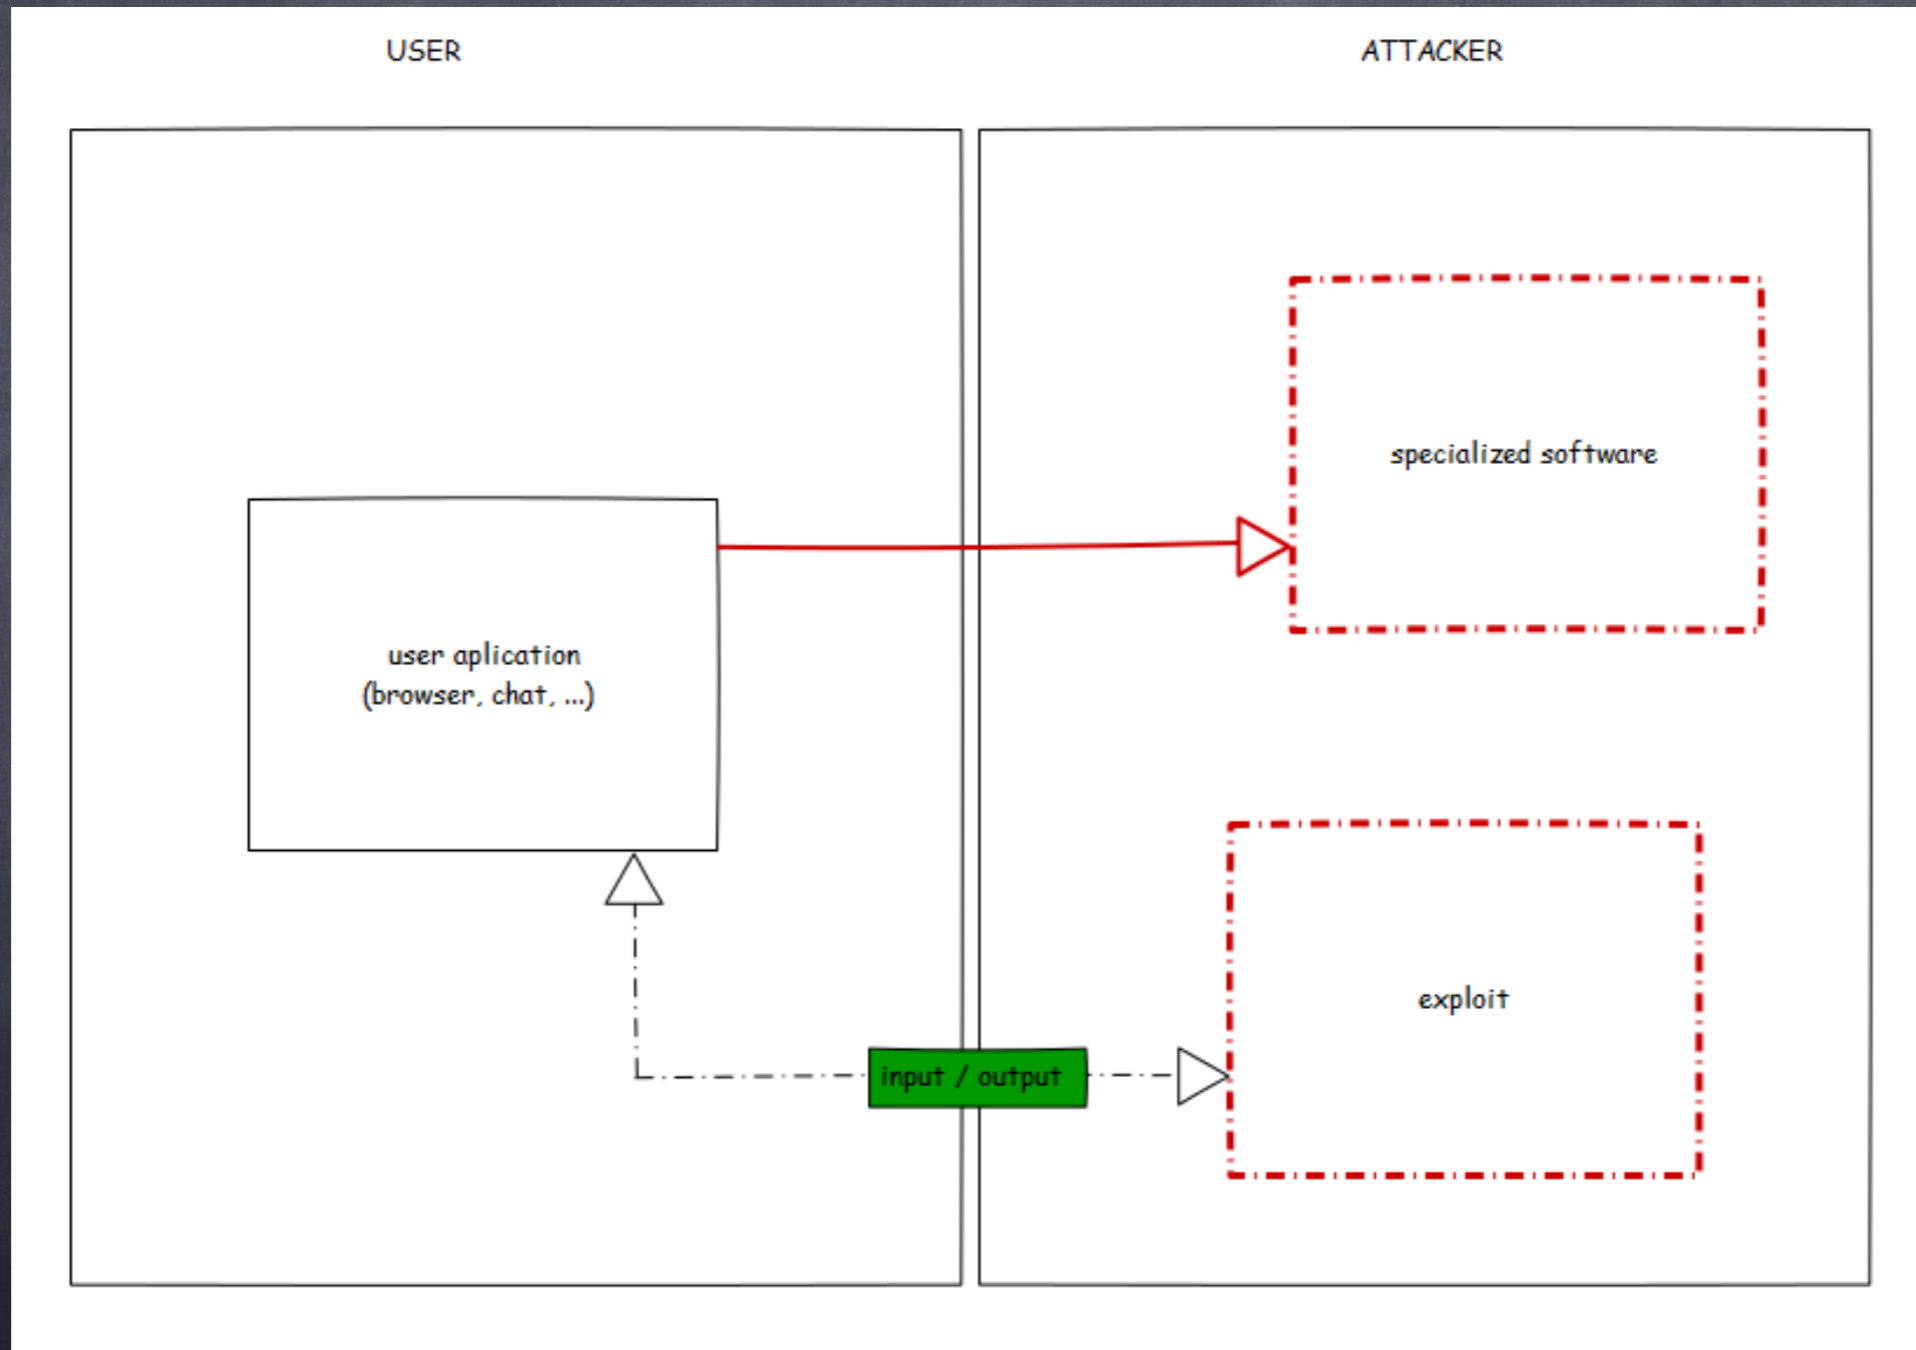 USER
ATTACKER
specialized software
user aplication
(browser, chat, ...)
exploit
input / output